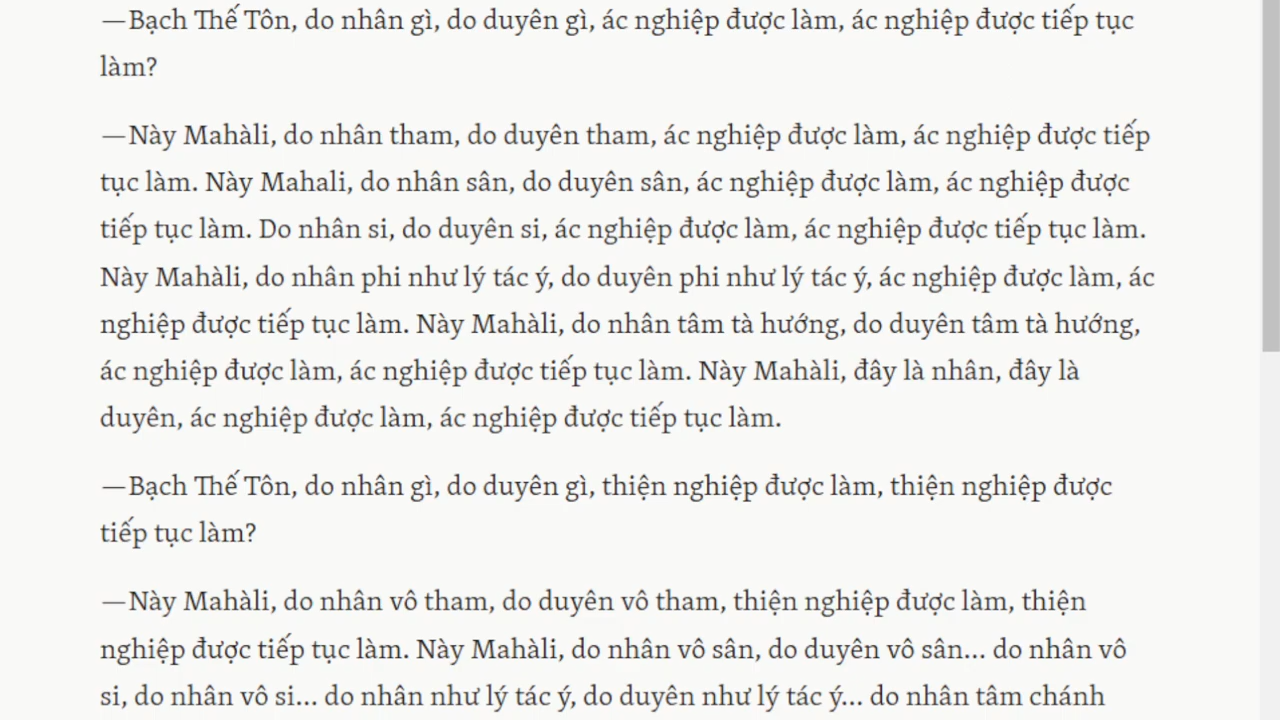 —Bạch Thế Tôn, do nhân gì, do duyên gì, ác nghiệp được làm, ác nghiệp được tiếp tục
làm?
—Này Mahàli, do nhân tham, do duyên tham, ác nghiệp được làm, ác nghiệp được tiếp
tục làm. Này Mahali, do nhân sân, do duyên sân, ác nghiệp được làm, ác nghiệp được
tiếp tục làm. Do nhân si, do duyên si, ác nghiệp được làm, ác nghiệp được tiếp tục làm.
Này Mahàli, do nhân phi như lý tác ý, do duyên phi như lý tác ý, ác nghiệp được làm, ác
nghiệp được tiếp tục làm. Này Mahàli, do nhân tâm tà hướng, do duyên tâm tà hướng,
ác nghiệp được làm, ác nghiệp được tiếp tục làm. Này Mahàli, đây là nhân, đây là
duyên, ác nghiệp được làm, ác nghiệp được tiếp tục làm.
—Bạch Thế Tôn, do nhân gì, do duyên gì, thiện nghiệp được làm, thiện nghiệp được
tiếp tục làm?
—Này Mahàli, do nhân vô tham, do duyên vô tham, thiện nghiệp được làm, thiện
nghiệp được tiếp tục làm. Này Mahàli, do nhân vô sân, do duyên vô sân... do nhân vô
si, do nhân vô si... do nhân như lý tác ý, do duyên như lý tác ý... do nhân tâm chánh